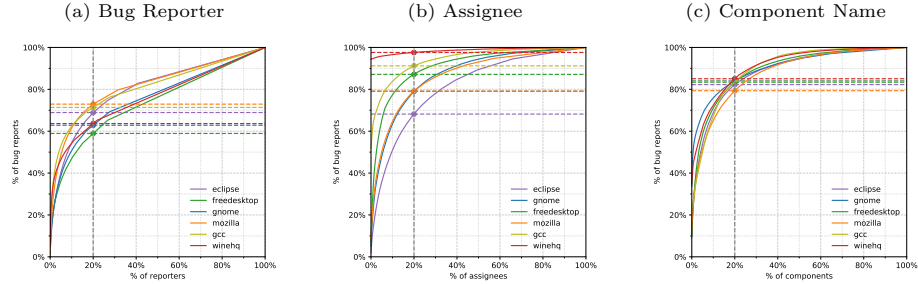 (a) Bug Reporter
100%
80%
60%
40%
20%
% of bug reports
0%
20%
40%
60%
80%
100%
% of reporters
eclipse
freedesktop
gnome
mozilla
gcc
winehq
(b) Assignee
100%
80%
60%
40%
20%
0%
% of bug reports
0%
20%
40%
60%
80%
100%
% of assignees
eclipse
gnome
freedesktop
mozilla
gcc
winehq
(c) Component Name
100%
80%
60%
40%
20%
0%
% of bug reports
0%
20%
40%
60%
80%
100%
% of components
eclipse
gnome
freedesktop
mozilla
gcc
winehq